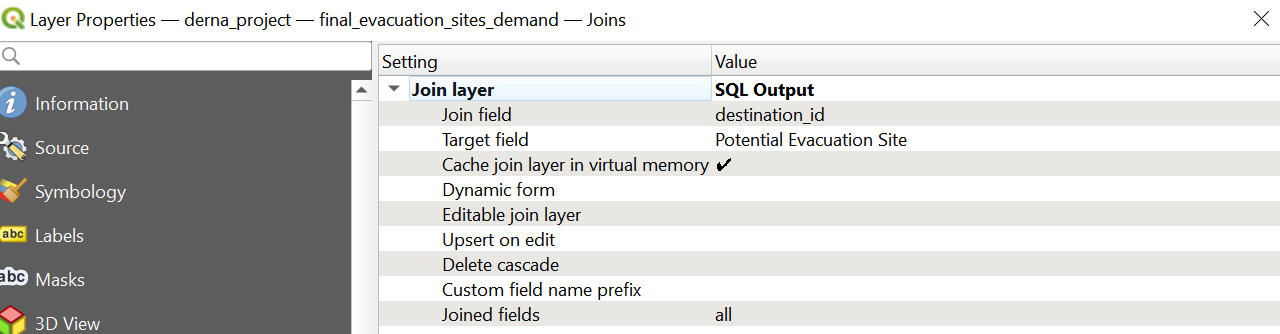 Layer Properties — derna_project — final_evacuation_sites_demand — Joins
Setting Value
Join layer SQL Output
Information
Join field destination_id
Target field Potential Evacuation Site
Source
Cache join layer in virtual memory ✔
Symbology
Dynamic form
Editable join layer
abc Labels
Upsert on edit
Delete cascade
abc Masks
Custom field name prefix
3D View
Joined fields all